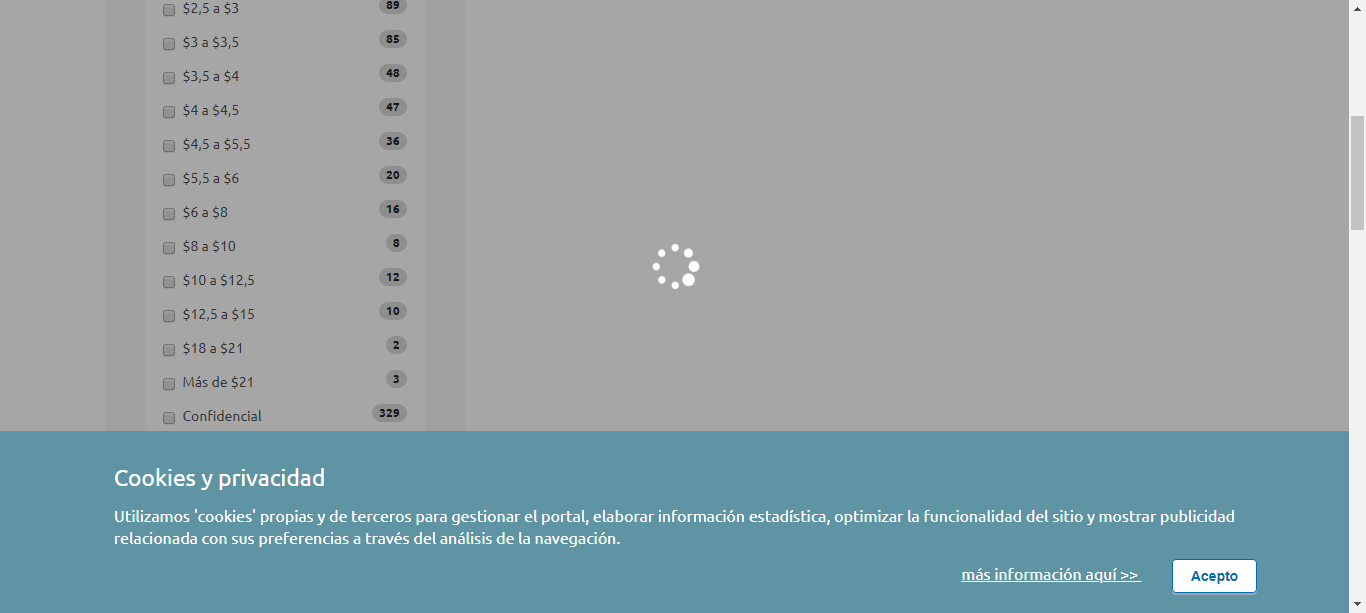 $2,5 a $3 89
$3 a $3,5 85
$3,5 a $4 48
$4 a $4,5 47
$4,5 a $5,5 36
$5,5 a $6 20
$6 a $8 16
$8 a $10 8
$10 a $12,5 12
$12,5 a $15 10
$18 a $21 2
Más de $21 3
Confidencial 329
Cookies y privacidad
Utilizamos 'cookies' propias y de terceros para gestionar el portal, elaborar información estadística, optimizar la funcionalidad del sitio y mostrar publicidad
relacionada con sus preferencias a través del análisis de la navegación.
más información aquí >> Acepto